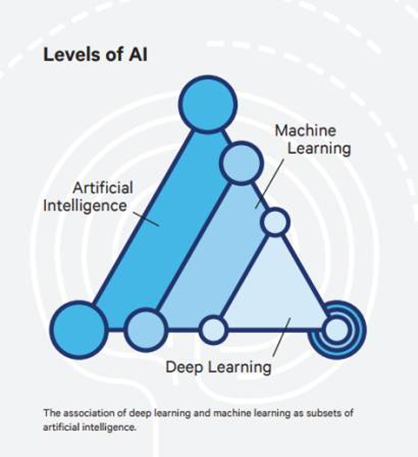 Levels of AI
Machine
Learning
Artificial
Intelligence
Deep Learning
The association of deep learning and machine learning as subsets of
artificial intelligence.